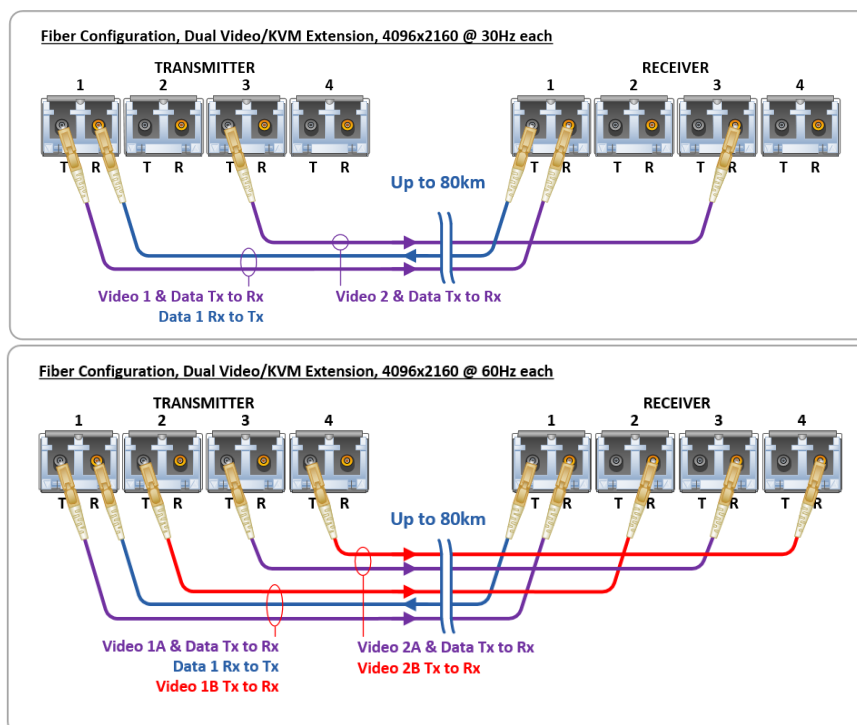 Fiber Configuration, Dual Video/KVM Extension, 4096x2160 @ 30Hz each
TRANSMITTER RECEIVER
1 2 3 4 1 2 3 4
T R T R T R T R T R T R T R T R
Up to 80km
Video 1 & Data Tx to Rx Video 2 & Data Tx to Rx
Data 1 Rx to Tx
Fiber Configuration, Dual Video/KVM Extension, 4096x2160 @ 60Hz each
TRANSMITTER RECEIVER
1 2 3 4 1 2 3 4
T R T R T R T R T R T R T R T R
Up to 80km
Video 1A & Data Tx to Rx Video 2A & Data Tx to Rx
Data 1 Rx to Tx Video 2B Tx to Rx
Video 1B Tx to Rx